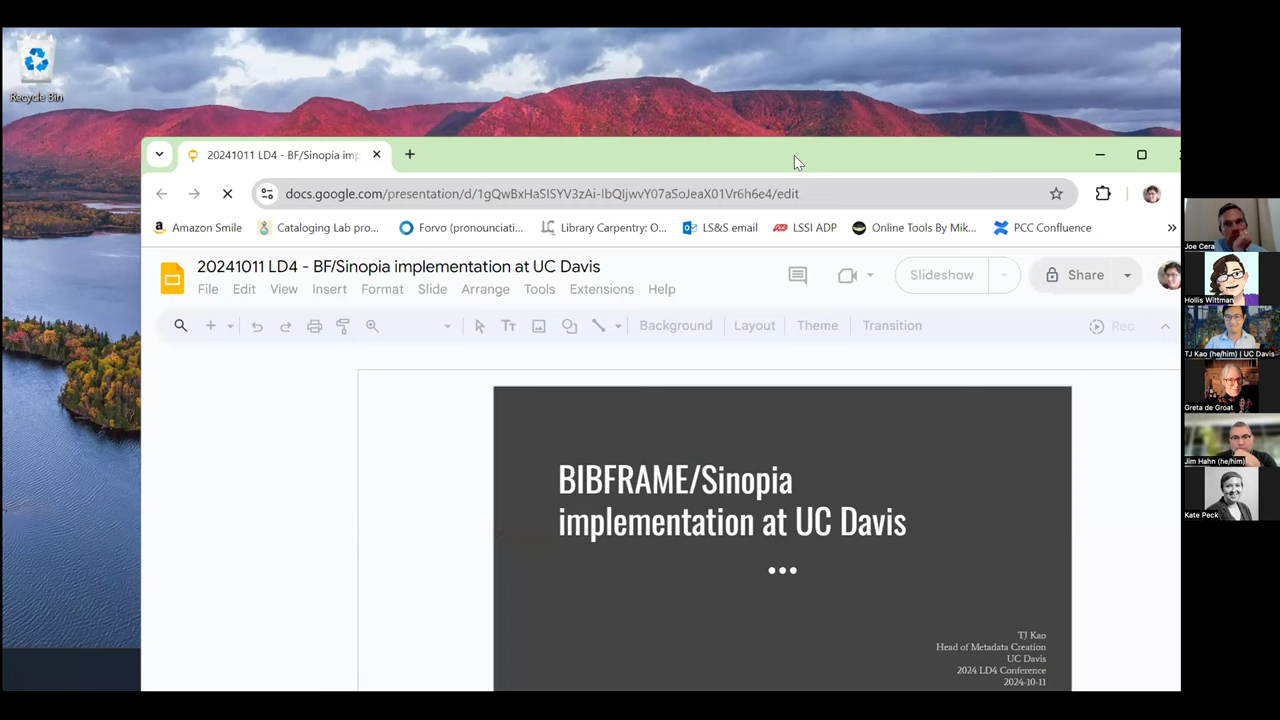 Recycle Bin
20241011 LD4 - BF/Sinopia imp
docs.google.com/presentation/d/1gQwBxHaSISYV3zAi-IbQIjwvY07aSoJeaX01Vr6h6e4/edit
Amazon Smile
Cataloging Lab pro...
Forvo (pronounciati...
Library Carpentry: O...
LS&S email
LSSI ADP
Online Tools By Mik...
PCC Confluence
20241011 LD4 - BF/Sinopia implementation at UC Davis
File Edit View Insert Format Slide Arrange Tools Extensions Help
Slideshow
Share
Background Layout Theme Transition
Rec
BIBFRAME/Sinopia
implementation at UC Davis
TJ Kao
Head of Metadata Creation
UC Davis
2024 LD4 Conference
2024-10-11
Joe Cera
Hollis Wittman
TJ Kao (he/him) | UC Davis
Greta de Groat
Jim Hahn (he/him)
Kate Peck